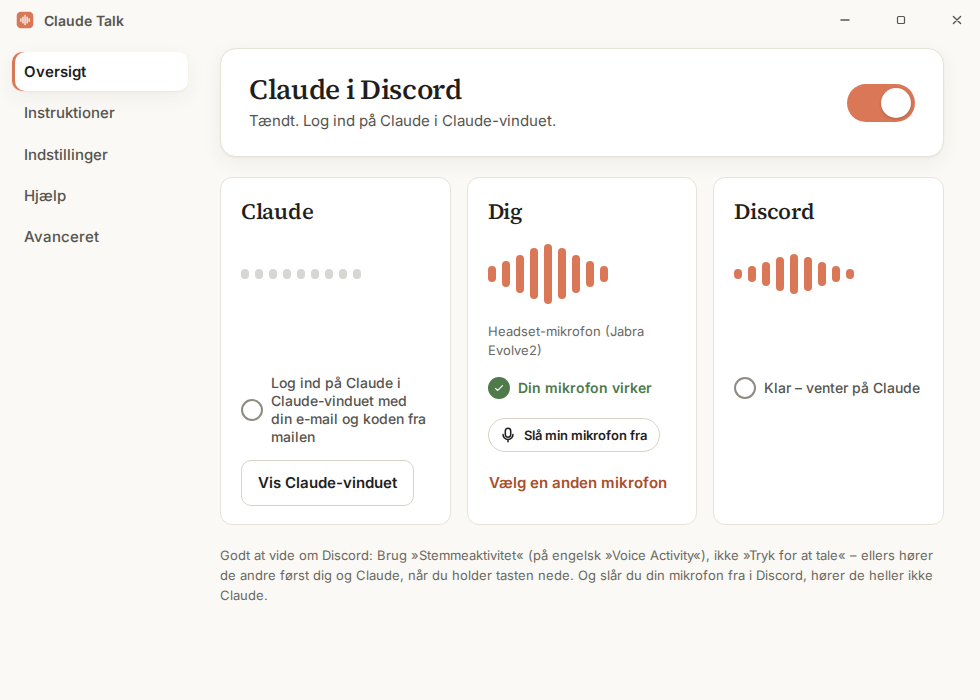 Claude Talk
Oversigt
Instruktioner
Indstillinger
Hjælp
Avanceret
Claude i Discord
Tændt. Log ind på Claude i Claude-vinduet.
Claude
Log ind på Claude i
Claude-vinduet med
din e-mail og koden fra
mailen
Vis Claude-vinduet
Dig
Headset-mikrofon (Jabra
Evolve2)
Din mikrofon virker
Slå min mikrofon fra
Vælg en anden mikrofon
Discord
Klar – venter på Claude
Godt at vide om Discord: Brug »Stemmeaktivitet« (på engelsk »Voice Activity«), ikke »Tryk for at tale« – ellers hører
de andre først dig og Claude, når du holder tasten nede. Og slår du din mikrofon fra i Discord, hører de heller ikke
Claude.